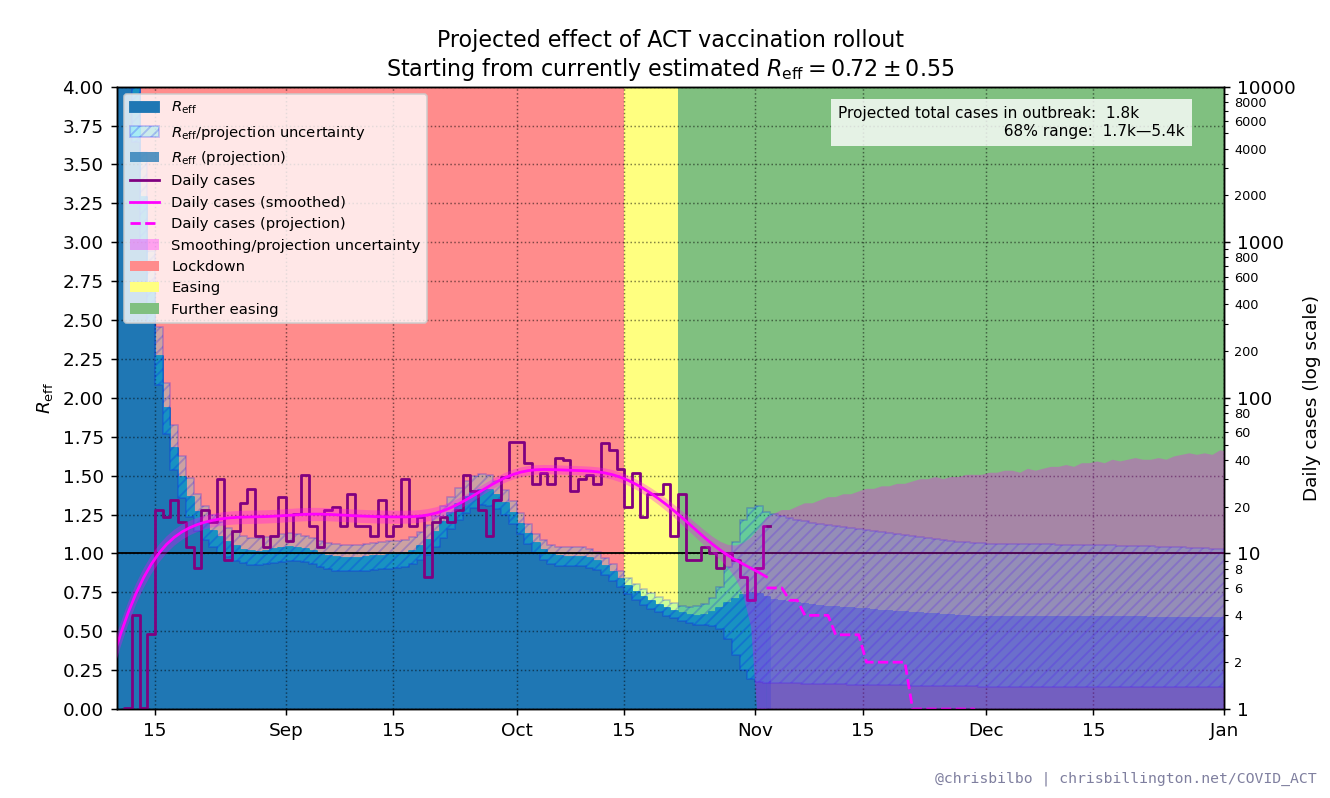 Projected effect of ACT vaccination rollout
Starting from currently estimated Reff = 0.72 ± 0.55
Reff
Reff/projection uncertainty
Reff (projection)
Daily cases
Daily cases (smoothed)
Daily cases (projection)
Smoothing/projection uncertainty
Lockdown
Easing
Further easing
Projected total cases in outbreak: 1.8k
68% range: 1.7k—5.4k
4.00
3.75
3.50
3.25
3.00
2.75
2.50
2.25
2.00
1.75
1.50
1.25
1.00
0.75
0.50
0.25
0.00
Reff
10000
8000
6000
4000
2000
1000
800
600
400
200
100
80
60
40
20
10
8
6
4
2
1
Daily cases (log scale)
15
Sep
15
Oct
15
Nov
15
Dec
15
Jan
@chrisbilbo | chrisbillington.net/COVID_ACT